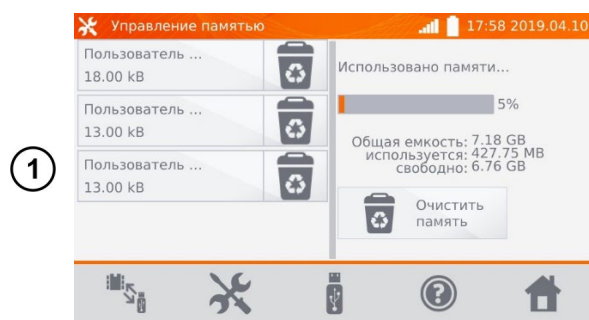 Управление памятью 17:58 2019.04.10
Пользователь ...
18.00 kB
Пользователь ...
13.00 kB
Пользователь ...
13.00 kB
Использовано памяти...
5%
Общая емкость: 7.18 GB
используется: 427.75 MB
свободно: 6.76 GB
Очистить
память
1